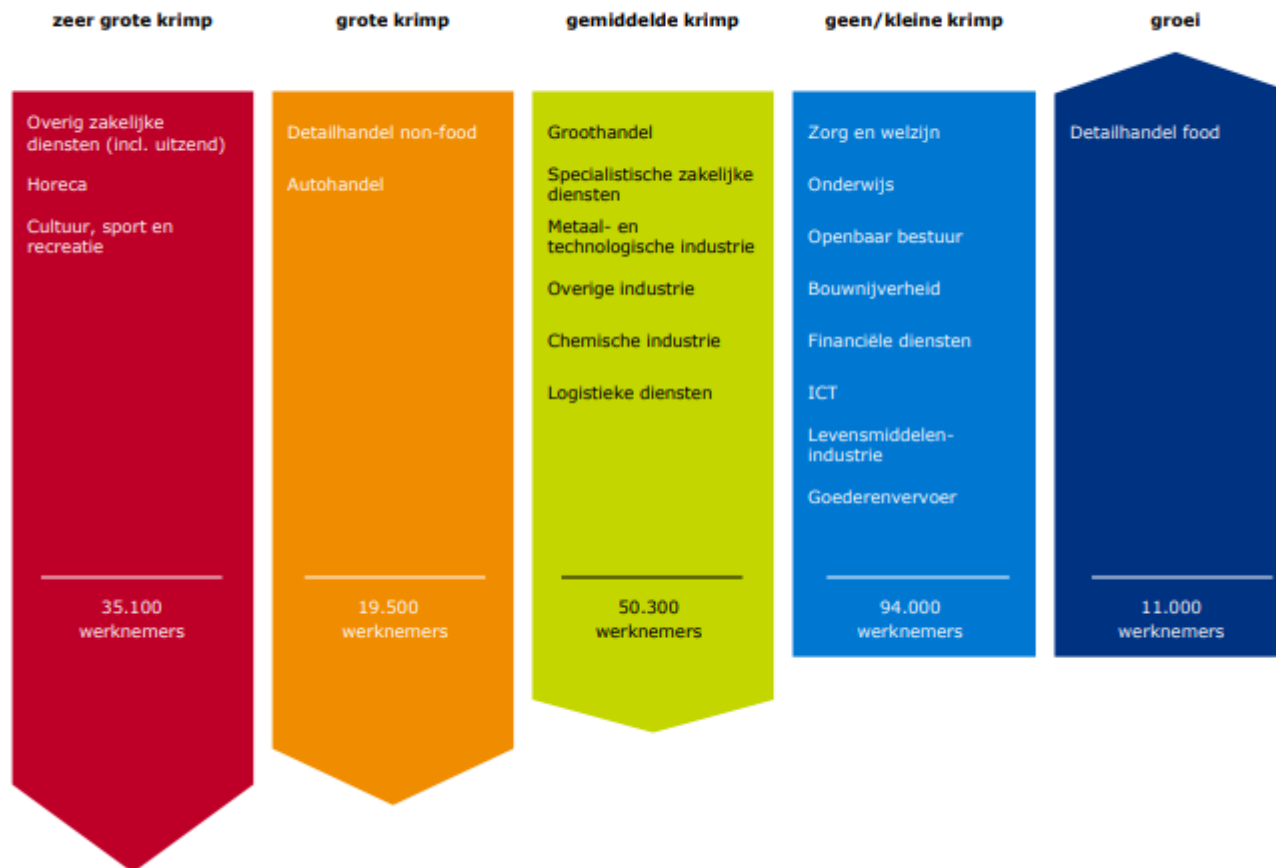 zeer grote krimp
grote krimp
gemiddelde krimp
geen/kleine krimp
groei
Overig zakelijke
diensten (incl. uitzend)
Horeca
Cultuur, sport en
recreatie
35.100
werknemers
Detailhandel non-food
Autohandel
19.500
werknemers
Groothandel
Specialistische zakelijke
diensten
Metaal- en
technologische industrie
Overige industrie
Chemische industrie
Logistieke diensten
50.300
werknemers
Zorg en welzijn
Onderwijs
Openbaar bestuur
Bouwnijverheid
Financiële diensten
ICT
Levensmiddelen-
industrie
Goederenvervoer
94.000
werknemers
Detailhandel food
11.000
werknemers